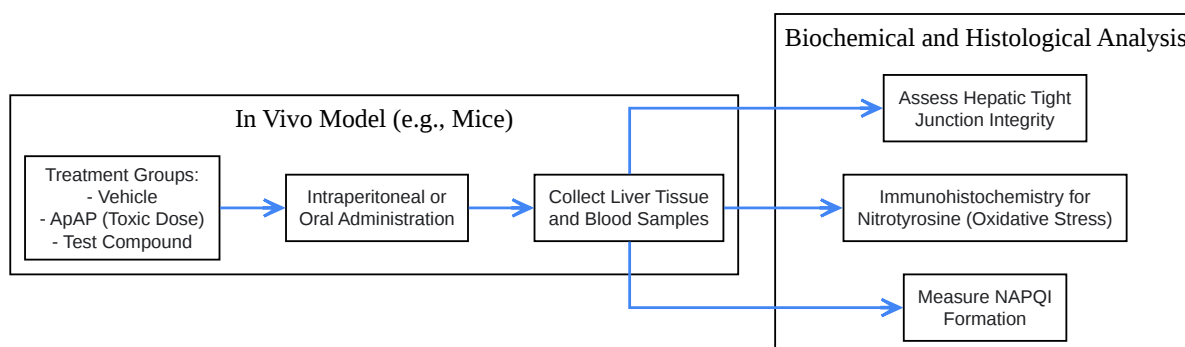 In Vivo Model (e.g., Mice)
Treatment Groups:
- Vehicle
- ApAP (Toxic Dose)
- Test Compound
Intraperitoneal or
Oral Administration
Collect Liver Tissue
and Blood Samples
Biochemical and Histological Analysis
Assess Hepatic Tight
Junction Integrity
Immunohistochemistry for
Nitrotyrosine (Oxidative Stress)
Measure NAPQI
Formation